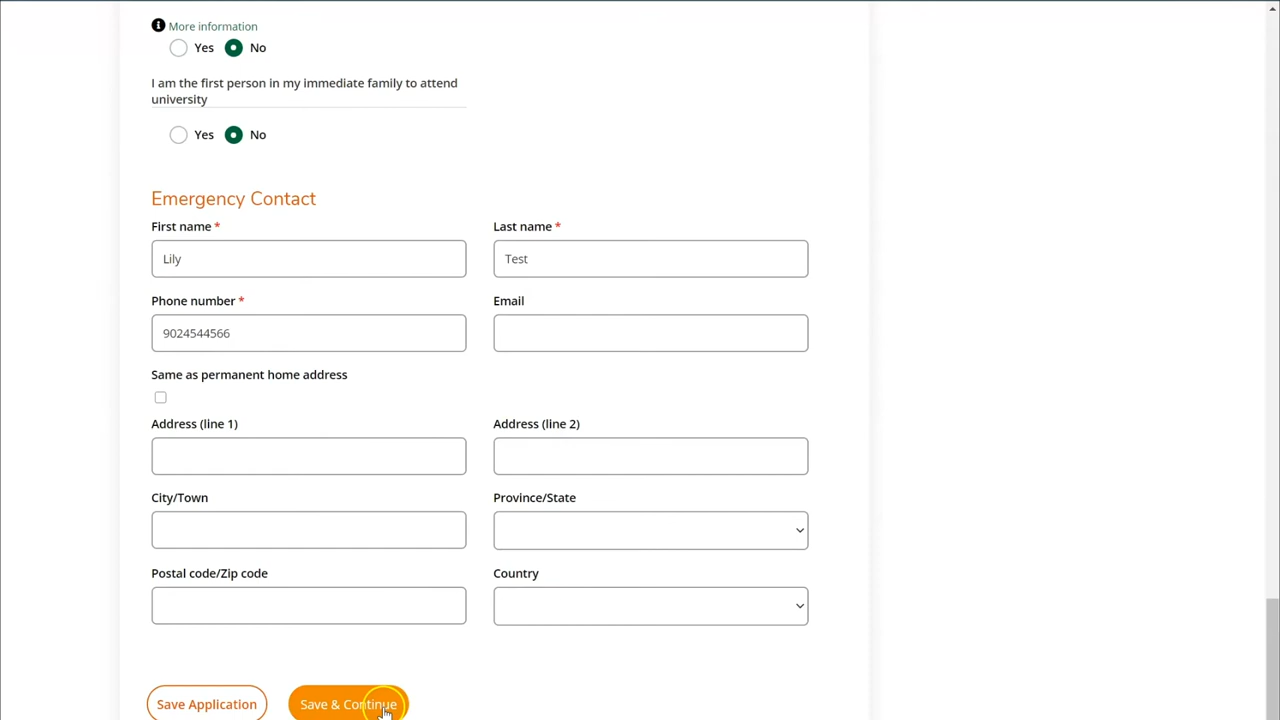 More information
Yes No
I am the first person in my immediate family to attend
university
Yes No
Emergency Contact
First name * Last name *
Lily Test
Phone number * Email
9024544566
Same as permanent home address
Address (line 1) Address (line 2)
City/Town Province/State
Postal code/Zip code Country
Save Application Save & Continue